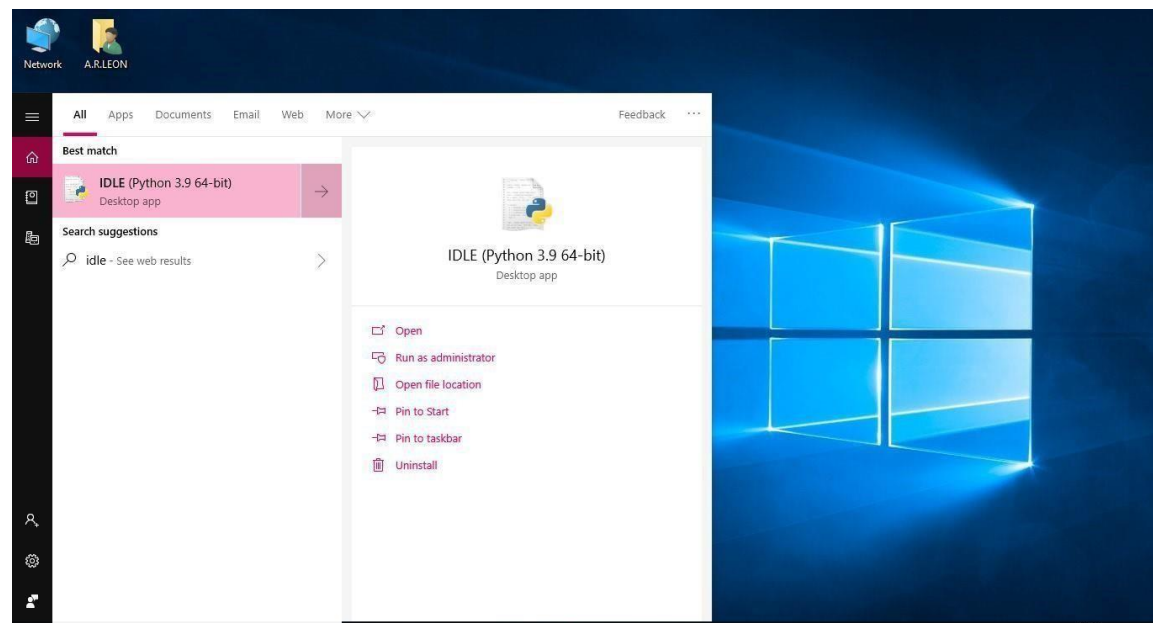 Network
A.R.LEON
All Apps Documents Email Web More Feedback ...
Best match
IDLE (Python 3.9 64-bit)
Desktop app
Search suggestions
idle - See web results
IDLE (Python 3.9 64-bit)
Desktop app
Open
Run as administrator
Open file location
Pin to Start
Pin to taskbar
Uninstall